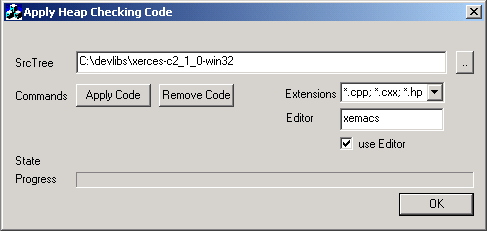 Apply Heap Checking Code
SrcTree C:\devlibs\xerces-c2_1_0-win32 ..
Commands Apply Code Remove Code Extensions *.cpp; *.cxx; *.hp
Editor xemacs
use Editor
State
Progress
OK